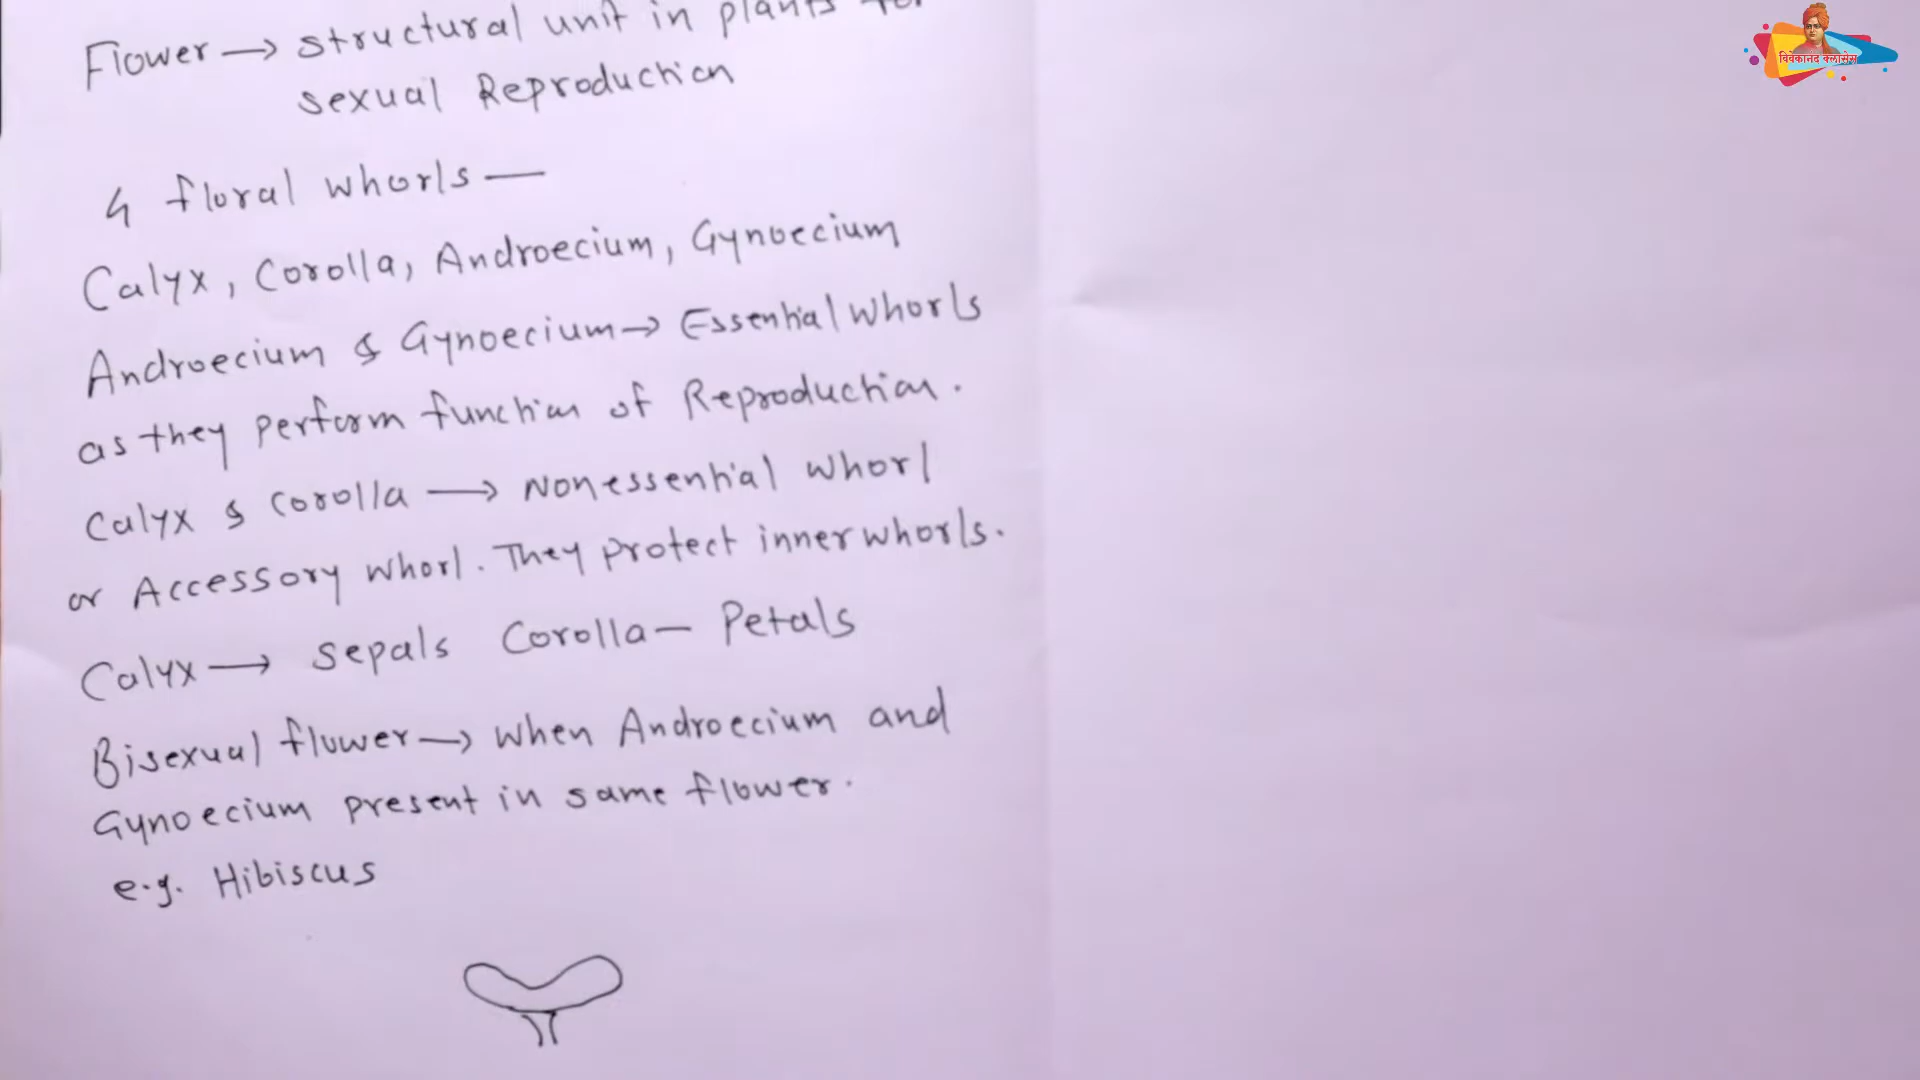 Flower → structural unit in plants for
sexual Reproduction
4 floral whorls —
Calyx, Corolla, Androecium, Gynoecium
Androecium & Gynoecium → Essential whorls
as they perform function of Reproduction.
Calyx & Corolla → Nonessential whorl
or Accessory whorl. They protect inner whorls.
Calyx → sepals Corolla — Petals
Bisexual flower → when Androecium and
Gynoecium present in same flower.
e.g. Hibiscus
विवेकानंद क्लासेस